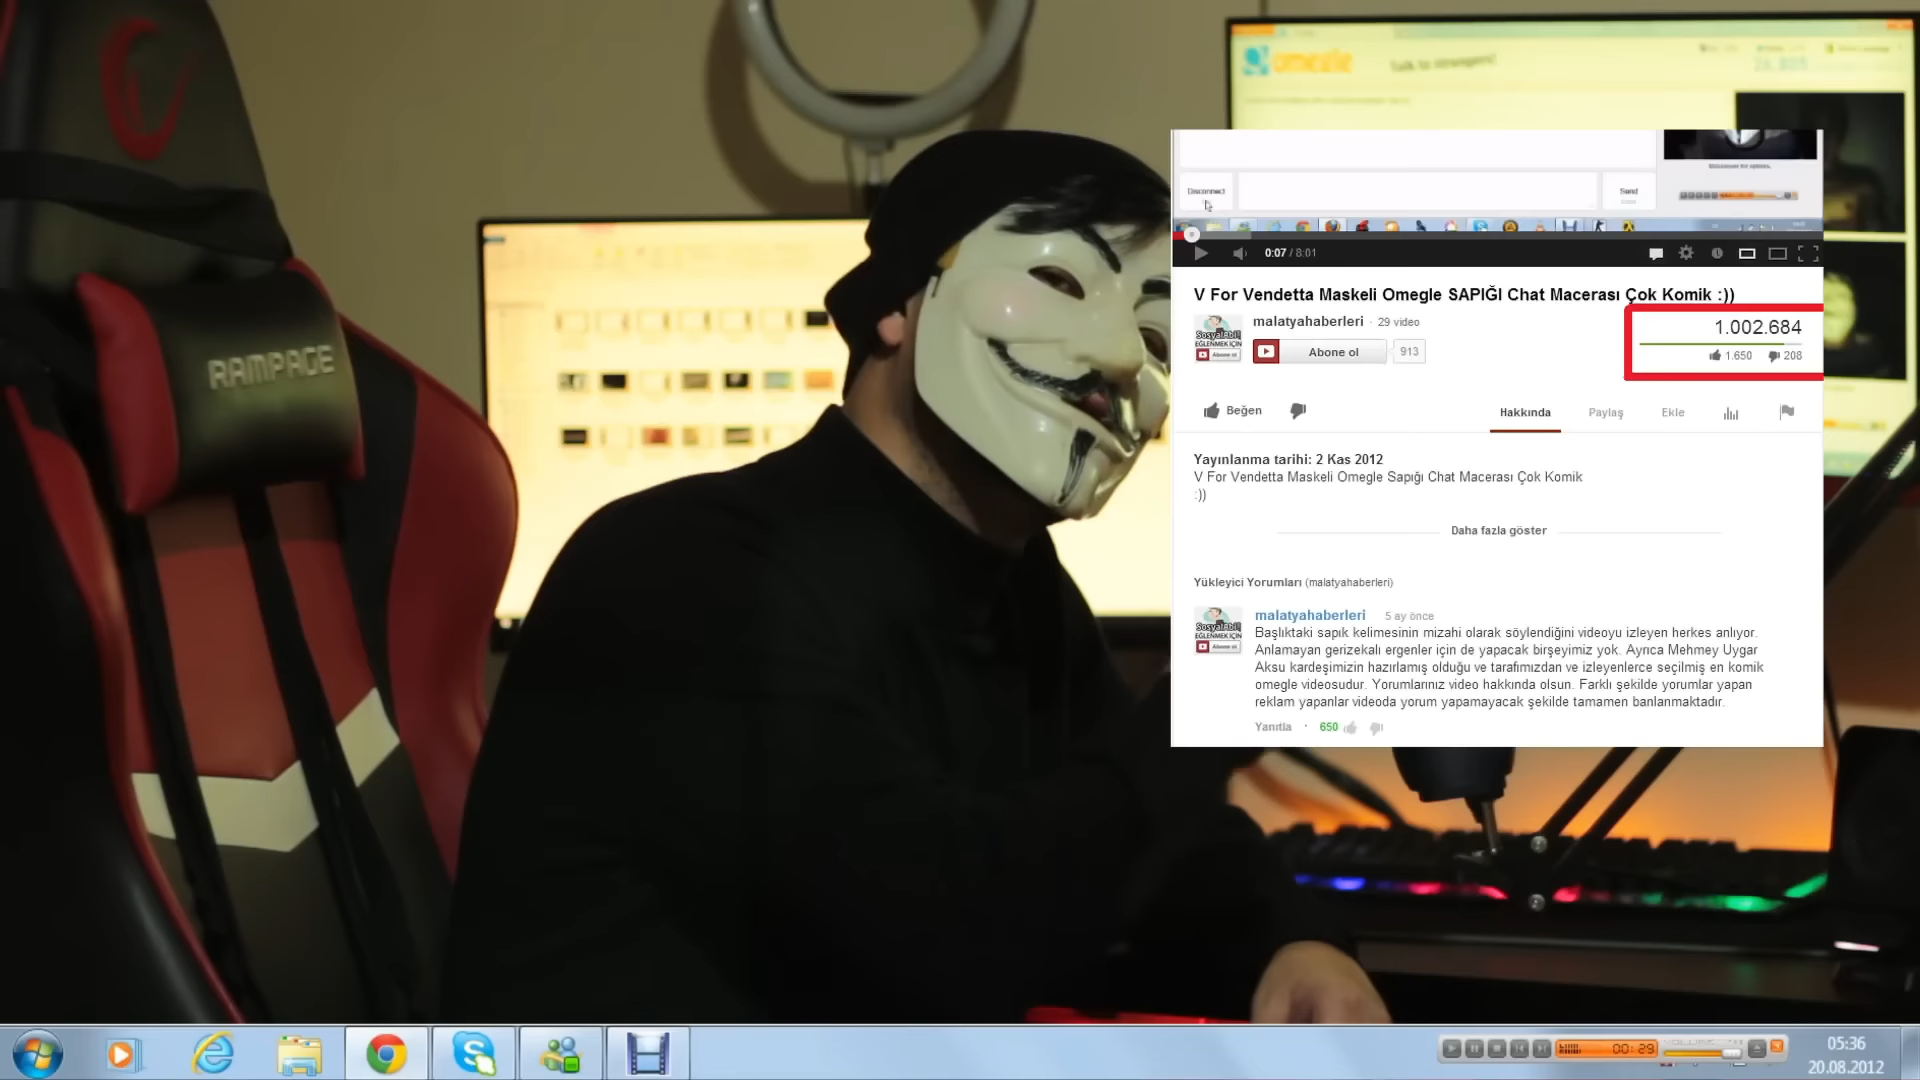 RAMPAGE
omegle
Talk to strangers!
Disconnect
Send
0:07 / 8:01
V For Vendetta Maskeli Omegle SAPIĞI Chat Macerası Çok Komik :))
malatyahaberleri · 29 video
Abone ol 913
1.002.684
1.650 208
Beğen
Hakkında Paylaş Ekle
Yayınlanma tarihi: 2 Kas 2012
V For Vendetta Maskeli Omegle Sapığı Chat Macerası Çok Komik
:))
Daha fazla göster
Yükleyici Yorumları (malatyahaberleri)
malatyahaberleri 5 ay önce
Başlıktaki sapık kelimesinin mizahi olarak söylendiğini videoyu izleyen herkes anlıyor.
Anlamayan gerizekalı ergenler için de yapacak birşeyimiz yok. Ayrıca Mehmey Uygar
Aksu kardeşimizin hazırlamış olduğu ve tarafımızdan ve izleyenlerce seçilmiş en komik
omegle videosudur. Yorumlarınız video hakkında olsun. Farklı şekilde yorumlar yapan
reklam yapanlar videoda yorum yapamayacak şekilde tamamen banlanmaktadır.
Yanıtla · 650
00:29
05:36
20.08.2012